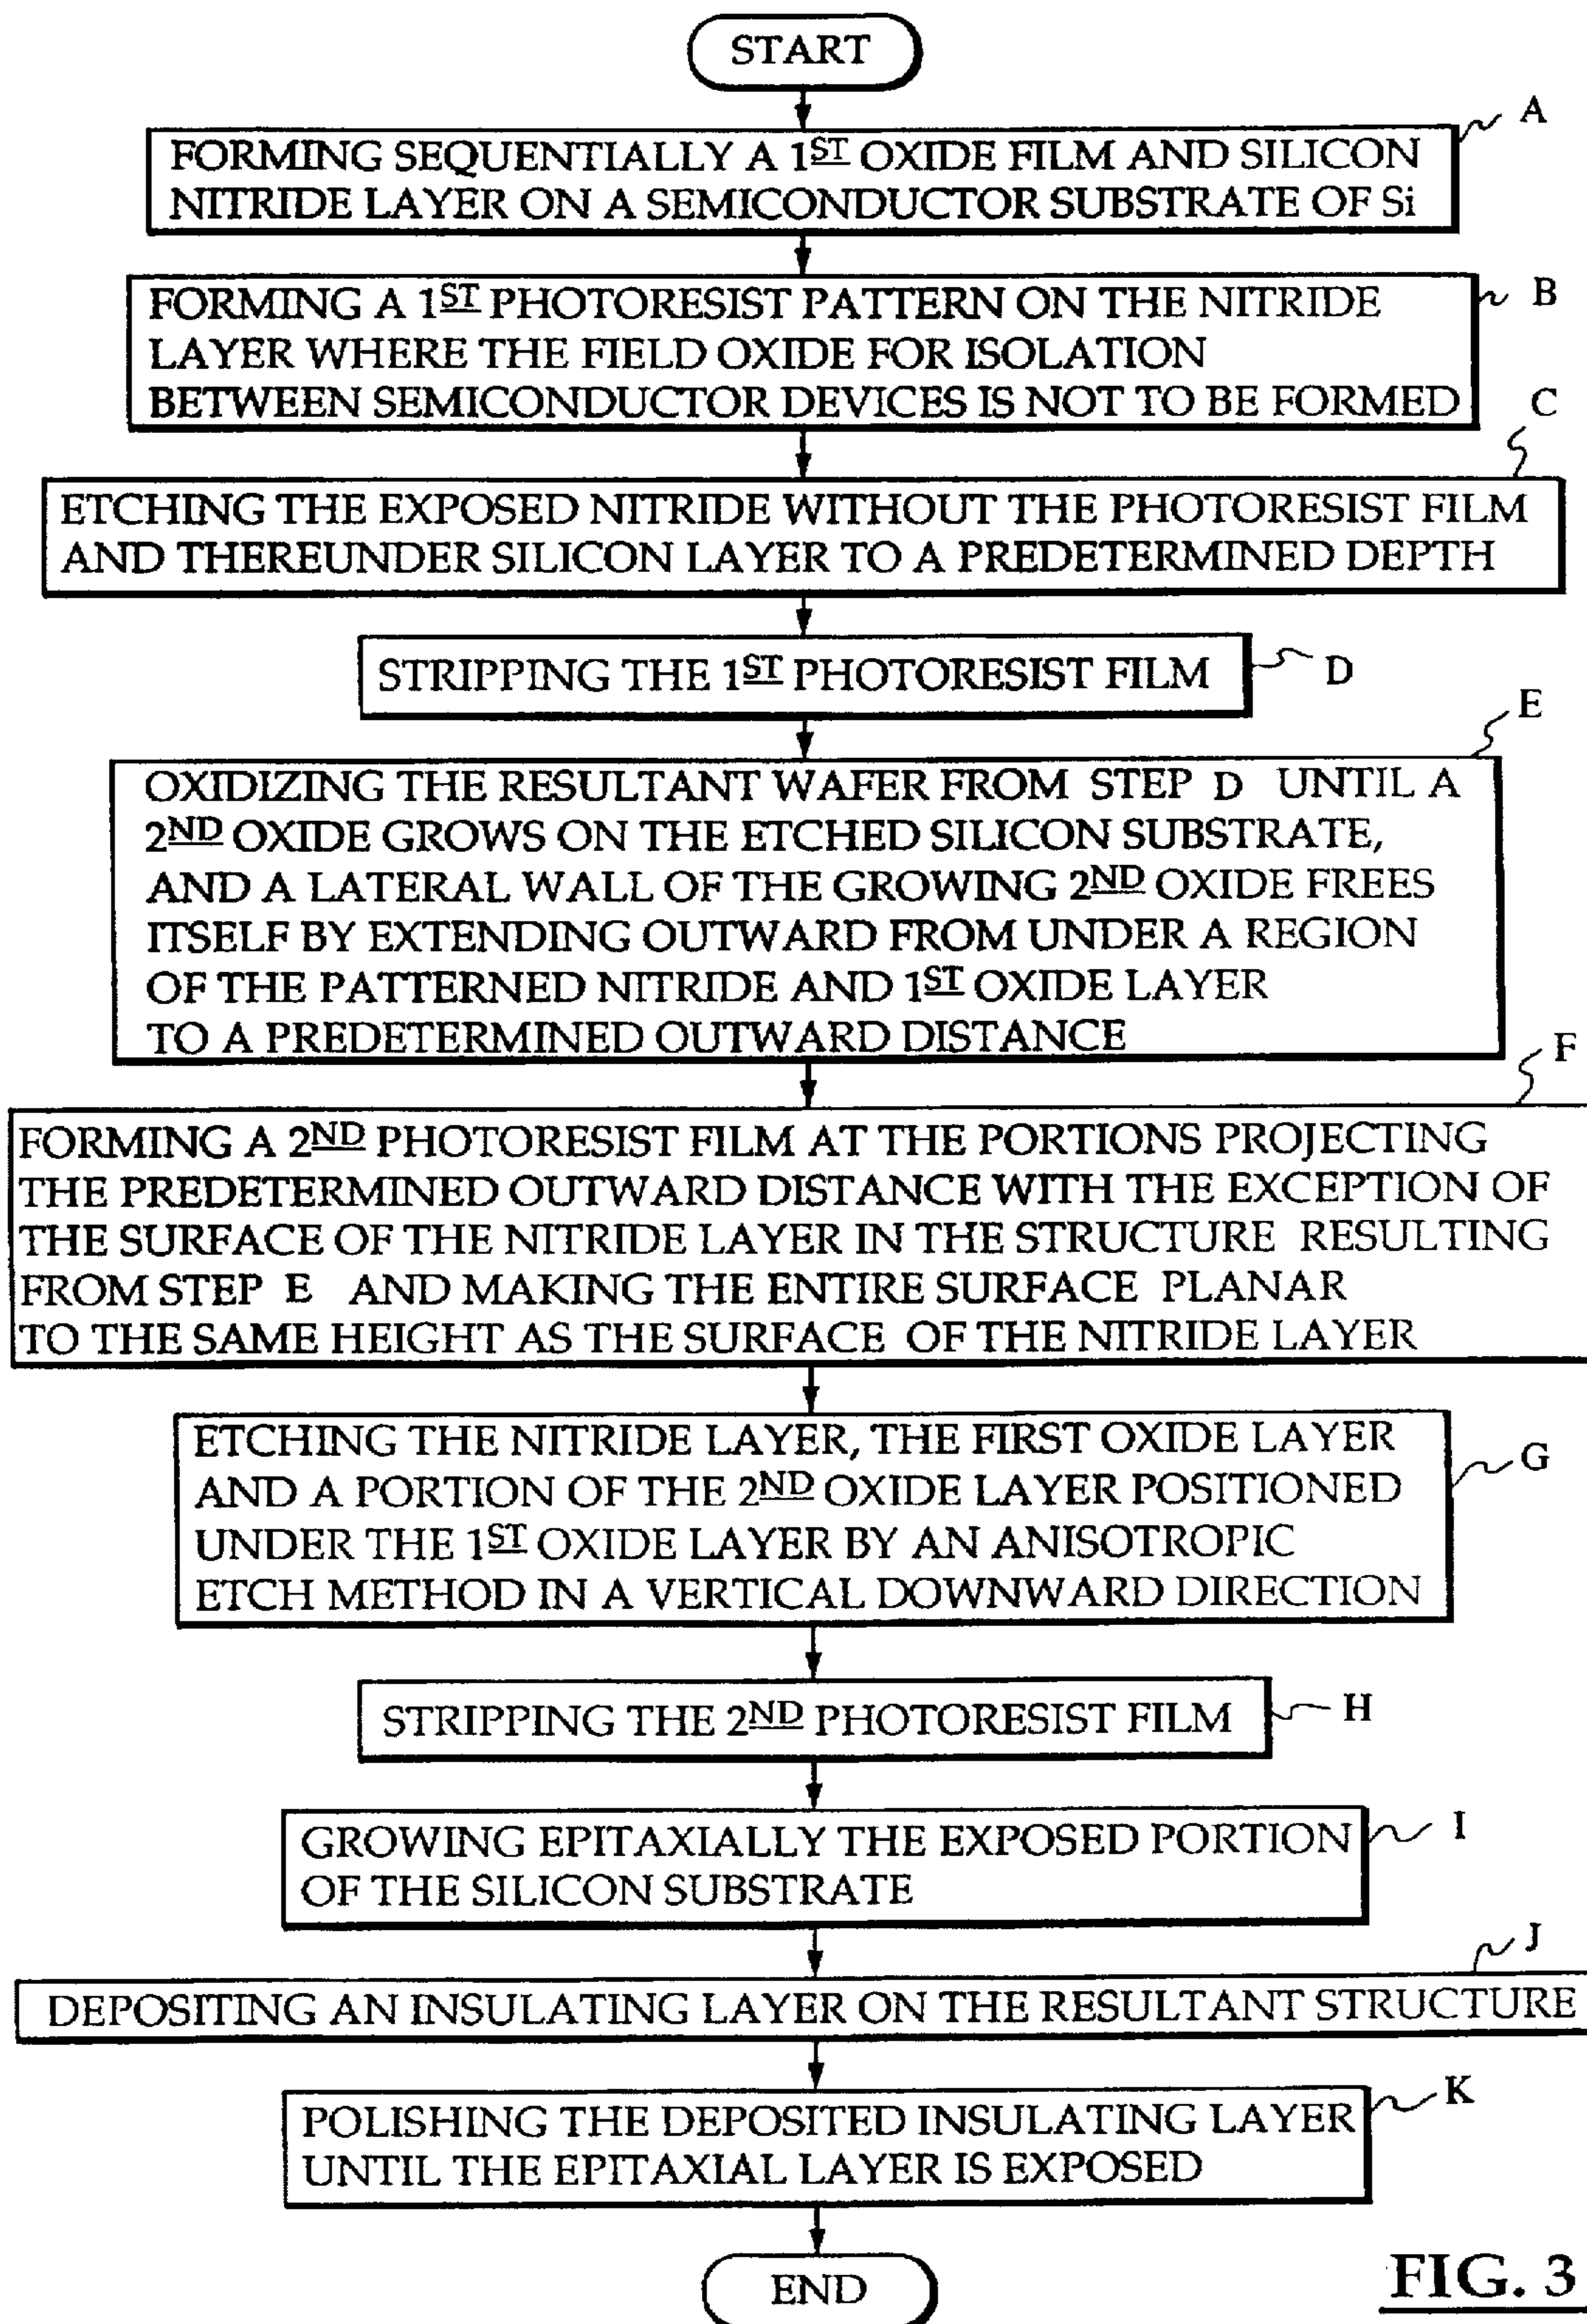 START
A
FORMING SEQUENTIALLY A 1ST OXIDE FILM AND SILICON
NITRIDE LAYER ON A SEMICONDUCTOR SUBSTRATE OF Si
B
FORMING A 1ST PHOTORESIST PATTERN ON THE NITRIDE
LAYER WHERE THE FIELD OXIDE FOR ISOLATION
BETWEEN SEMICONDUCTOR DEVICES IS NOT TO BE FORMED
C
ETCHING THE EXPOSED NITRIDE WITHOUT THE PHOTORESIST FILM
AND THEREUNDER SILICON LAYER TO A PREDETERMINED DEPTH
STRIPPING THE 1ST PHOTORESIST FILM
D
E
OXIDIZING THE RESULTANT WAFER FROM STEP D UNTIL A
2ND OXIDE GROWS ON THE ETCHED SILICON SUBSTRATE,
AND A LATERAL WALL OF THE GROWING 2ND OXIDE FREES
ITSELF BY EXTENDING OUTWARD FROM UNDER A REGION
OF THE PATTERNED NITRIDE AND 1ST OXIDE LAYER
TO A PREDETERMINED OUTWARD DISTANCE
F
FORMING A 2ND PHOTORESIST FILM AT THE PORTIONS PROJECTING
THE PREDETERMINED OUTWARD DISTANCE WITH THE EXCEPTION OF
THE SURFACE OF THE NITRIDE LAYER IN THE STRUCTURE RESULTING
FROM STEP E AND MAKING THE ENTIRE SURFACE PLANAR
TO THE SAME HEIGHT AS THE SURFACE OF THE NITRIDE LAYER
ETCHING THE NITRIDE LAYER, THE FIRST OXIDE LAYER
AND A PORTION OF THE 2ND OXIDE LAYER POSITIONED
UNDER THE 1ST OXIDE LAYER BY AN ANISOTROPIC
ETCH METHOD IN A VERTICAL DOWNWARD DIRECTION
G
STRIPPING THE 2ND PHOTORESIST FILM
H
GROWING EPITAXIALLY THE EXPOSED PORTION
OF THE SILICON SUBSTRATE
I
J
DEPOSITING AN INSULATING LAYER ON THE RESULTANT STRUCTURE
K
POLISHING THE DEPOSITED INSULATING LAYER
UNTIL THE EPITAXIAL LAYER IS EXPOSED
END
FIG. 3